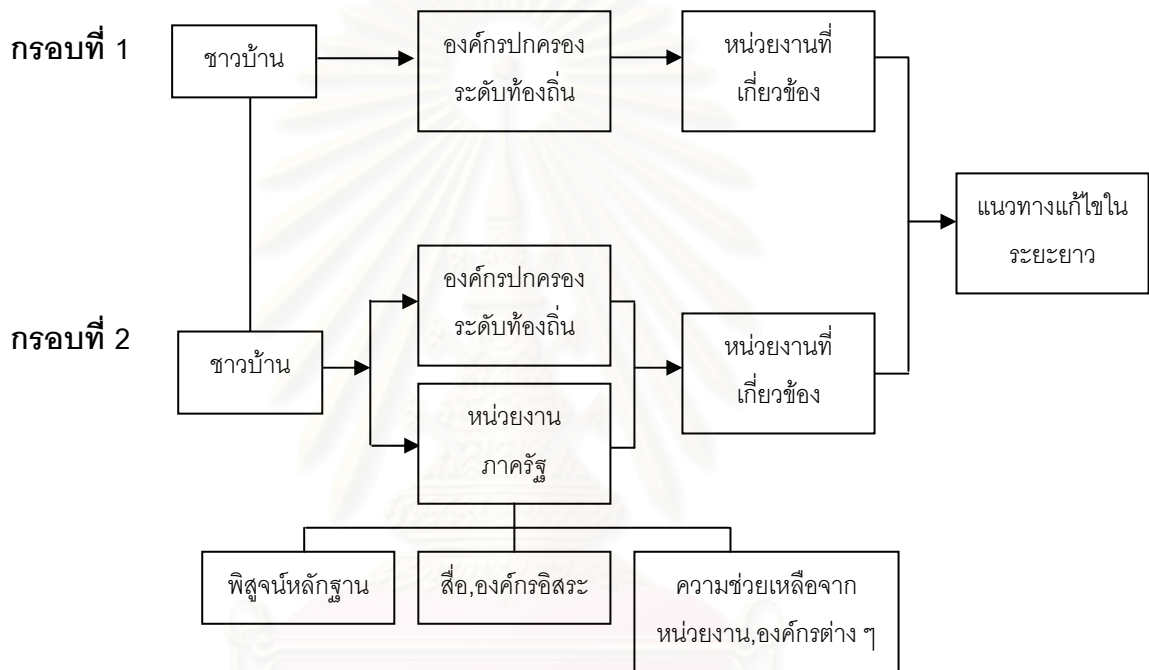 กรอบที่ 1
ชาวบ้าน
องค์กรปกครอง
ระดับท้องถิ่น
หน่วยงานที่
เกี่ยวข้อง
แนวทางแก้ไขใน
ระยะยาว
กรอบที่ 2
ชาวบ้าน
องค์กรปกครอง
ระดับท้องถิ่น
หน่วยงาน
ภาครัฐ
หน่วยงานที่
เกี่ยวข้อง
พิสูจน์หลักฐาน
สื่อ,องค์กรอิสระ
ความช่วยเหลือจาก
หน่วยงาน,องค์กรต่าง ๆ